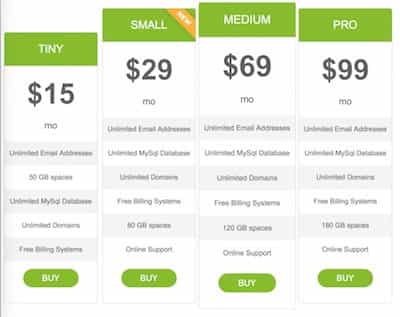 TINY
$15
mo
Unlimited Email Addresses
50 GB spaces
Unlimited MySql Database
Unlimited Domains
Free Billing Systems
BUY
SMALL
NEW
$29
mo
Unlimited Email Addresses
Unlimited MySql Database
Unlimited Domains
Free Billing Systems
80 GB spaces
Online Support
BUY
MEDIUM
$69
mo
Unlimited Email Addresses
Unlimited MySql Database
Unlimited Domains
Free Billing Systems
120 GB spaces
Online Support
BUY
PRO
$99
mo
Unlimited Email Addresses
Unlimited MySql Database
Unlimited Domains
Free Billing Systems
180 GB spaces
Online Support
BUY